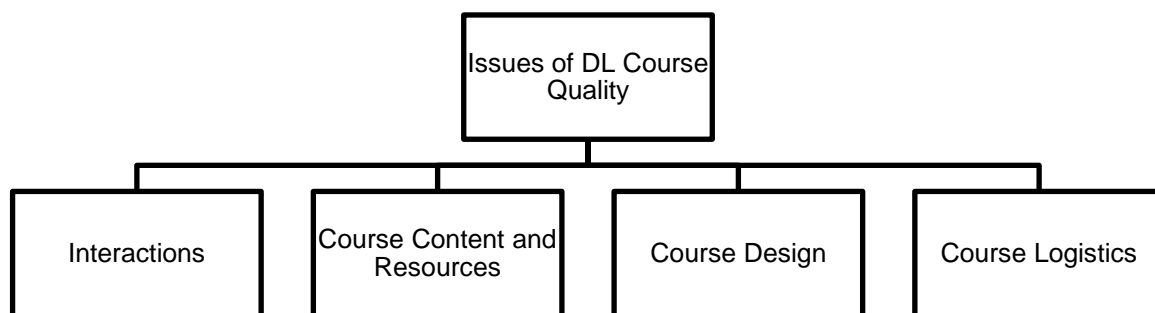 Issues of DL Course
Quality
Interactions
Course Content and
Resources
Course Design
Course Logistics